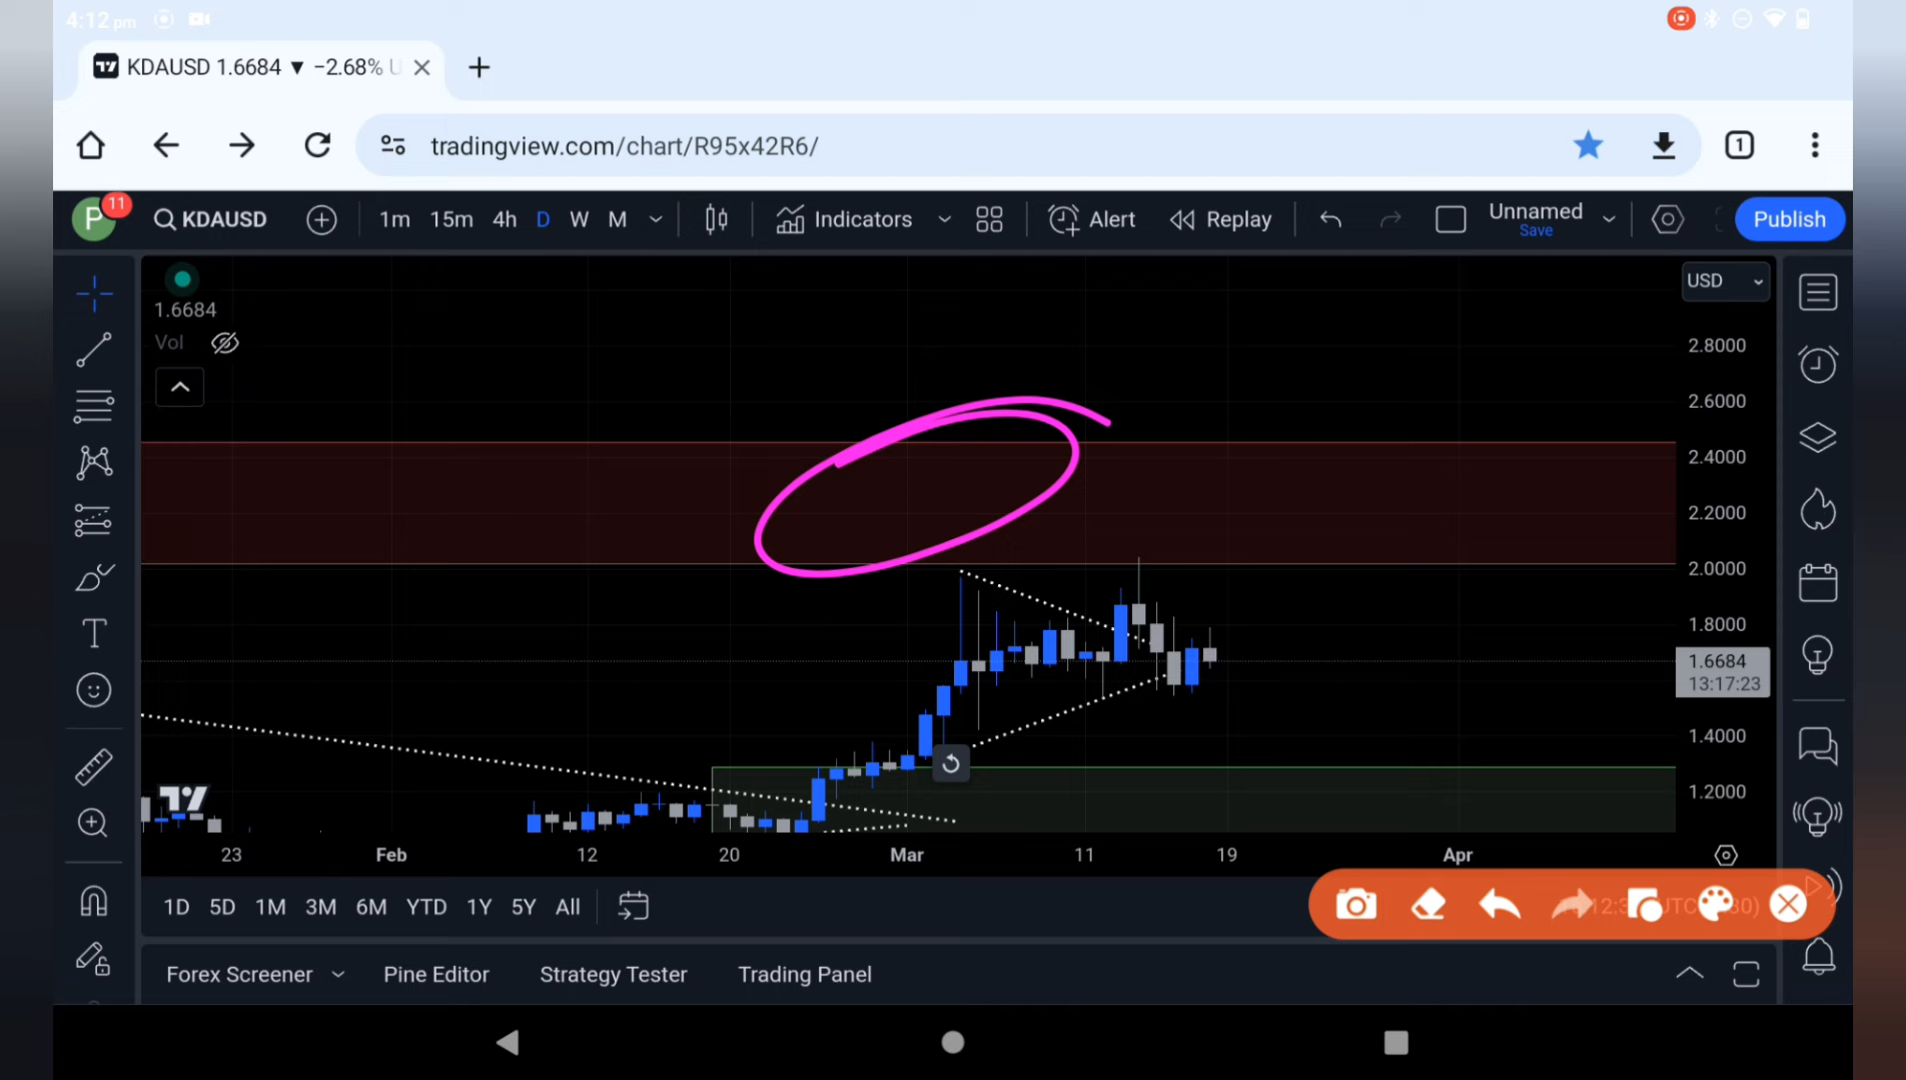 4:12 pm
KDAUSD 1.6684 ▼ −2.68% U
tradingview.com/chart/R95x42R6/
1
P 11 KDAUSD 1m 15m 4h D W M Indicators Alert Replay Unnamed Save Publish
USD
1.6684
Vol
2.8000
2.6000
2.4000
2.2000
2.0000
1.8000
1.6684
13:17:23
1.4000
1.2000
23 Feb 12 20 Mar 11 19 Apr
1D 5D 1M 3M 6M YTD 1Y 5Y All
Forex Screener Pine Editor Strategy Tester Trading Panel